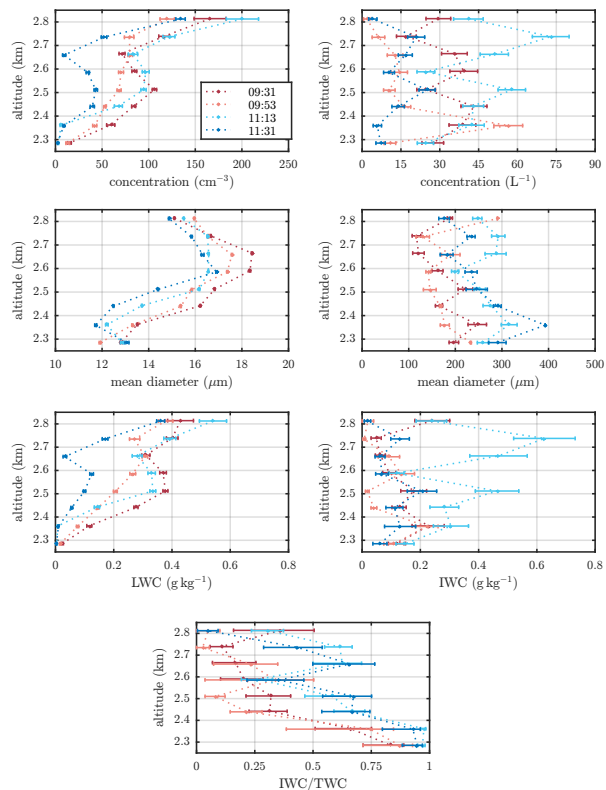 altitude (km)
2.8
2.7
2.6
2.5
2.4
2.3
0 50 100 150 200 250
concentration (cm⁻³)
09:31
09:53
11:13
11:31
altitude (km)
2.8
2.7
2.6
2.5
2.4
2.3
0 15 30 45 60 75 90
concentration (L⁻¹)
altitude (km)
2.8
2.7
2.6
2.5
2.4
2.3
10 12 14 16 18 20
mean diameter (μm)
altitude (km)
2.8
2.7
2.6
2.5
2.4
2.3
0 100 200 300 400 500
mean diameter (μm)
altitude (km)
2.8
2.7
2.6
2.5
2.4
2.3
0 0.2 0.4 0.6 0.8
LWC (g kg⁻¹)
altitude (km)
2.8
2.7
2.6
2.5
2.4
2.3
0 0.2 0.4 0.6 0.8
IWC (g kg⁻¹)
altitude (km)
2.8
2.7
2.6
2.5
2.4
2.3
0 0.25 0.5 0.75 1
IWC/TWC